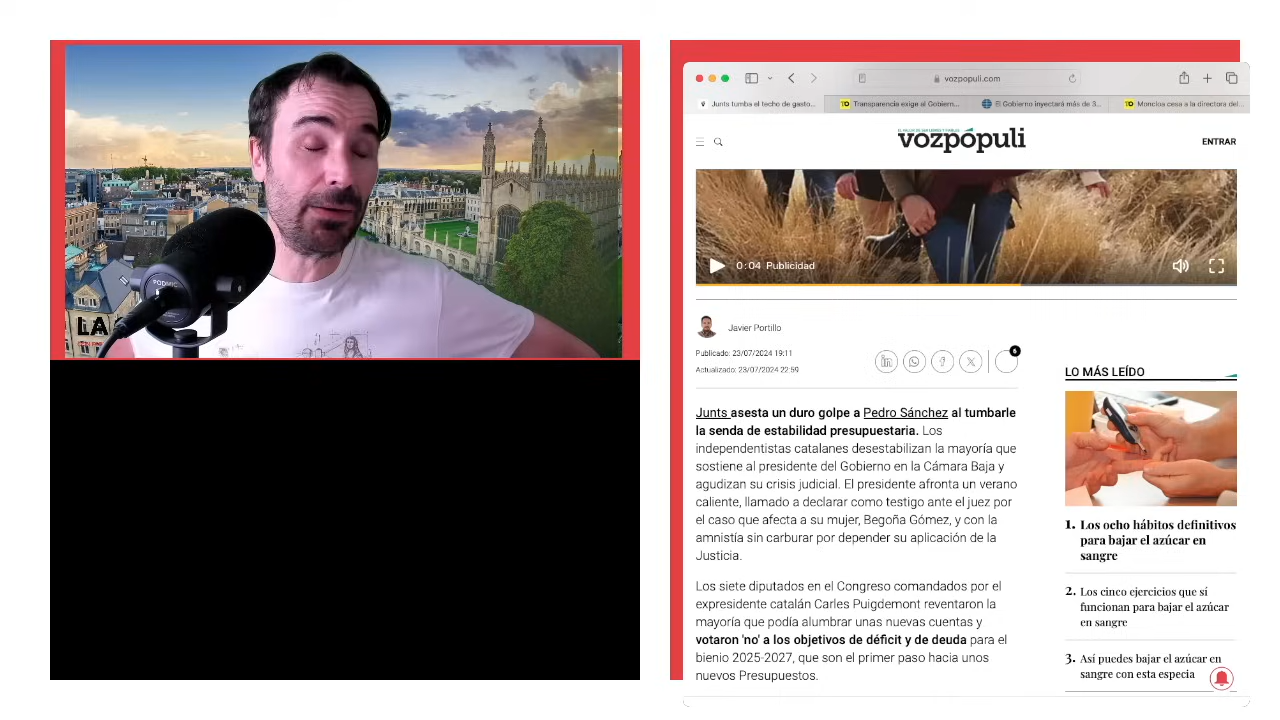 PODMIC
LA
vozpopuli.com
Junts tumba el techo de gasto...
Transparencia exige al Gobiern...
El Gobierno inyectará más de 3...
Moncloa cesa a la directora del...
vozpópuli
ENTRAR
0:04 Publicidad
Javier Portillo
Publicado: 23/07/2024 19:11
Actualizado: 23/07/2024 22:59
6
Junts asesta un duro golpe a Pedro Sánchez al tumbarle
la senda de estabilidad presupuestaria. Los
independentistas catalanes desestabilizan la mayoría que
sostiene al presidente del Gobierno en la Cámara Baja y
agudizan su crisis judicial. El presidente afronta un verano
caliente, llamado a declarar como testigo ante el juez por
el caso que afecta a su mujer, Begoña Gómez, y con la
amnistía sin carburar por depender su aplicación de la
Justicia.
Los siete diputados en el Congreso comandados por el
expresidente catalán Carles Puigdemont reventaron la
mayoría que podía alumbrar unas nuevas cuentas y
votaron 'no' a los objetivos de déficit y de deuda para el
bienio 2025-2027, que son el primer paso hacia unos
nuevos Presupuestos.
LO MÁS LEÍDO
1. Los ocho hábitos definitivos
para bajar el azúcar en
sangre
2. Los cinco ejercicios que sí
funcionan para bajar el azúcar
en sangre
3. Así puedes bajar el azúcar en
sangre con esta especia